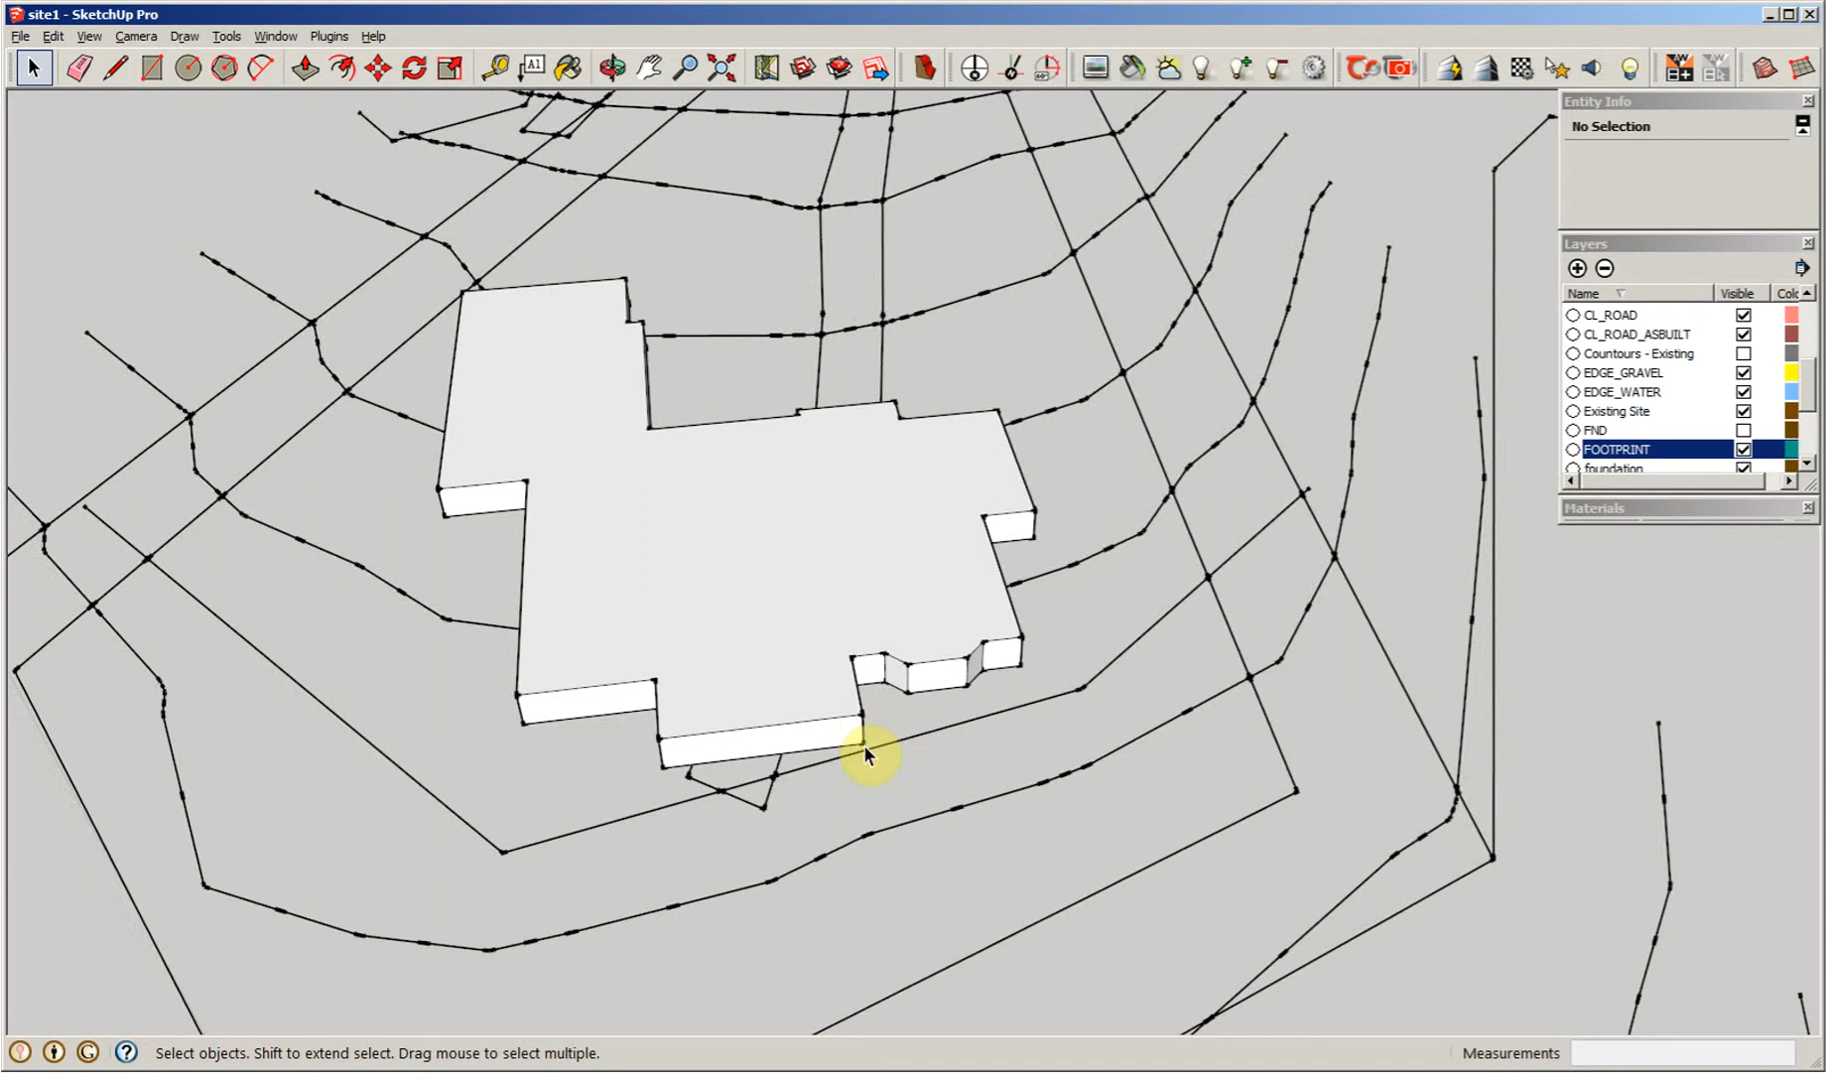 site1 - SketchUp Pro
File Edit View Camera Draw Tools Window Plugins Help
A1
60°
Entity Info
No Selection
Layers
Name Visible
CL_ROAD
CL_ROAD_ASBUILT
Countours - Existing
EDGE_GRAVEL
EDGE_WATER
Existing Site
FND
FOOTPRINT
foundation
Materials
Select objects. Shift to extend select. Drag mouse to select multiple.
Measurements